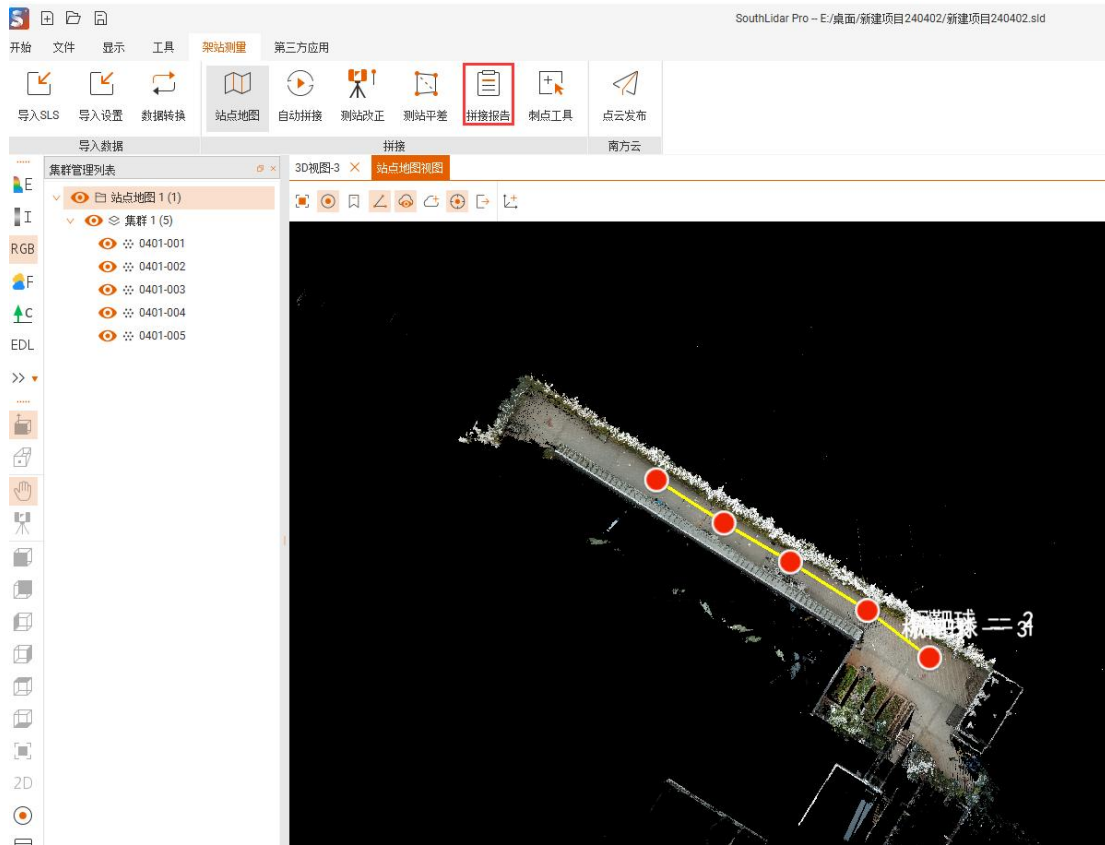 SouthLidar Pro – E:/桌面/新建项目240402/新建项目240402.sld
开始 文件 显示 工具 架站测量 第三方应用
导入SLS 导入设置 数据转换 站点地图 自动拼接 测站改正 测站平差 拼接报告 刺点工具 点云发布
导入数据 拼接 南方云
集群管理列表 3D视图-3 站点地图视图
E
站点地图 1 (1)
I
集群 1 (5)
RGB
0401-001
0401-002
F
0401-003
C
0401-004
EDL
0401-005
2D